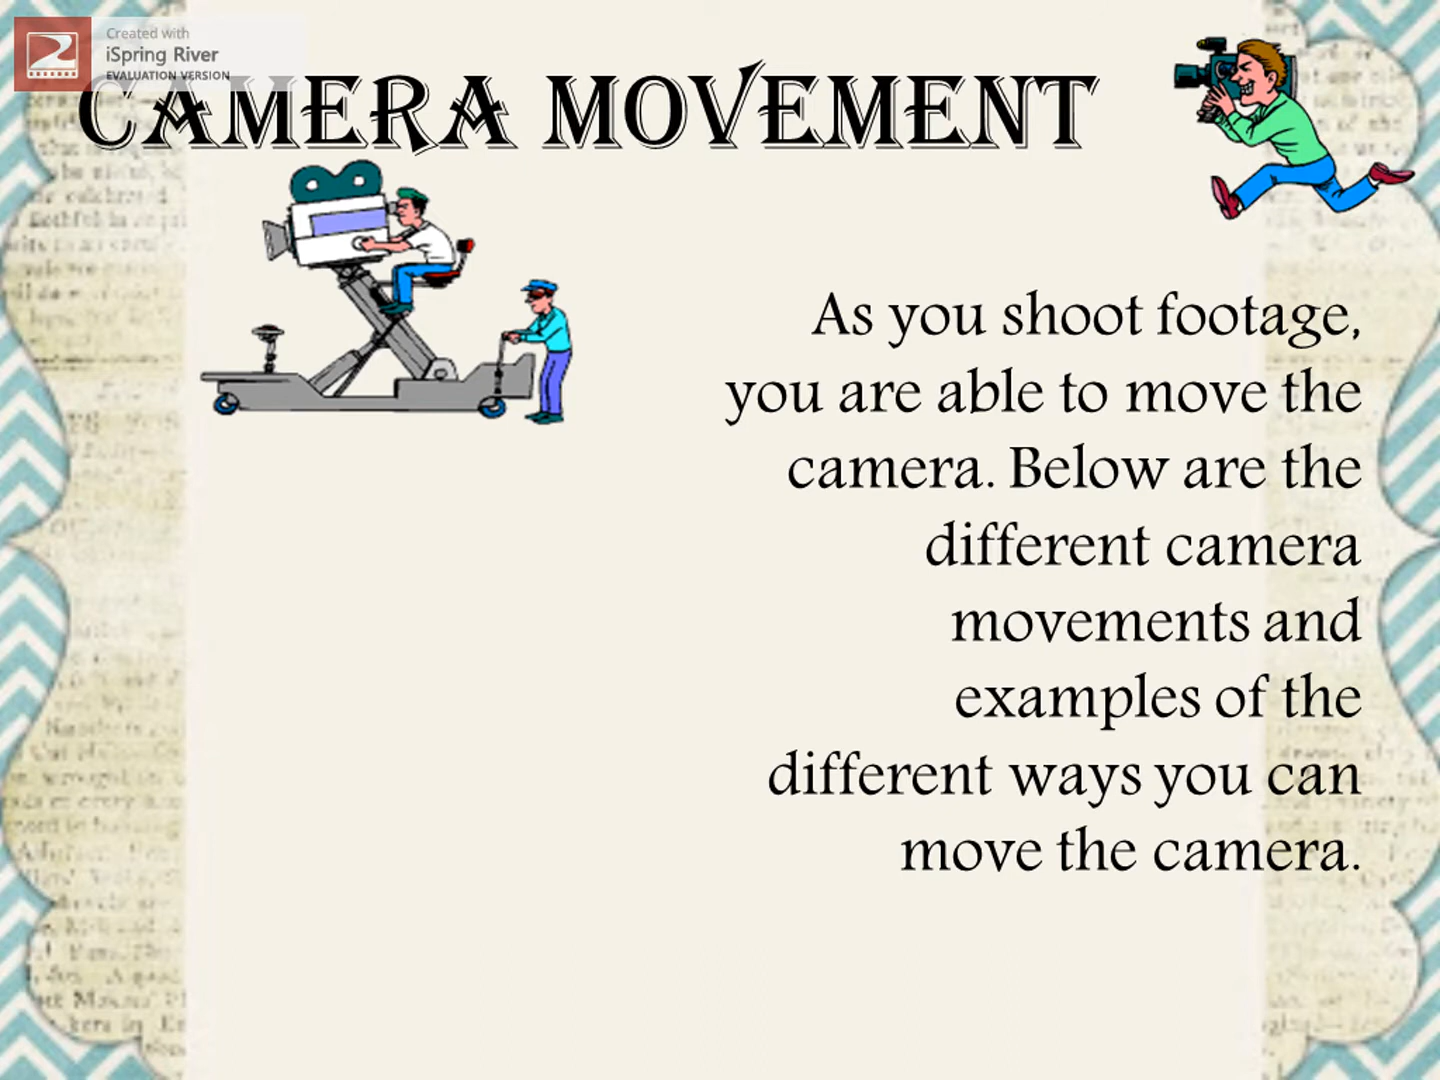 Created with
iSpring River
EVALUATION VERSION
CAMERA MOVEMENT
As you shoot footage,
you are able to move the
camera. Below are the
different camera
movements and
examples of the
different ways you can
move the camera.